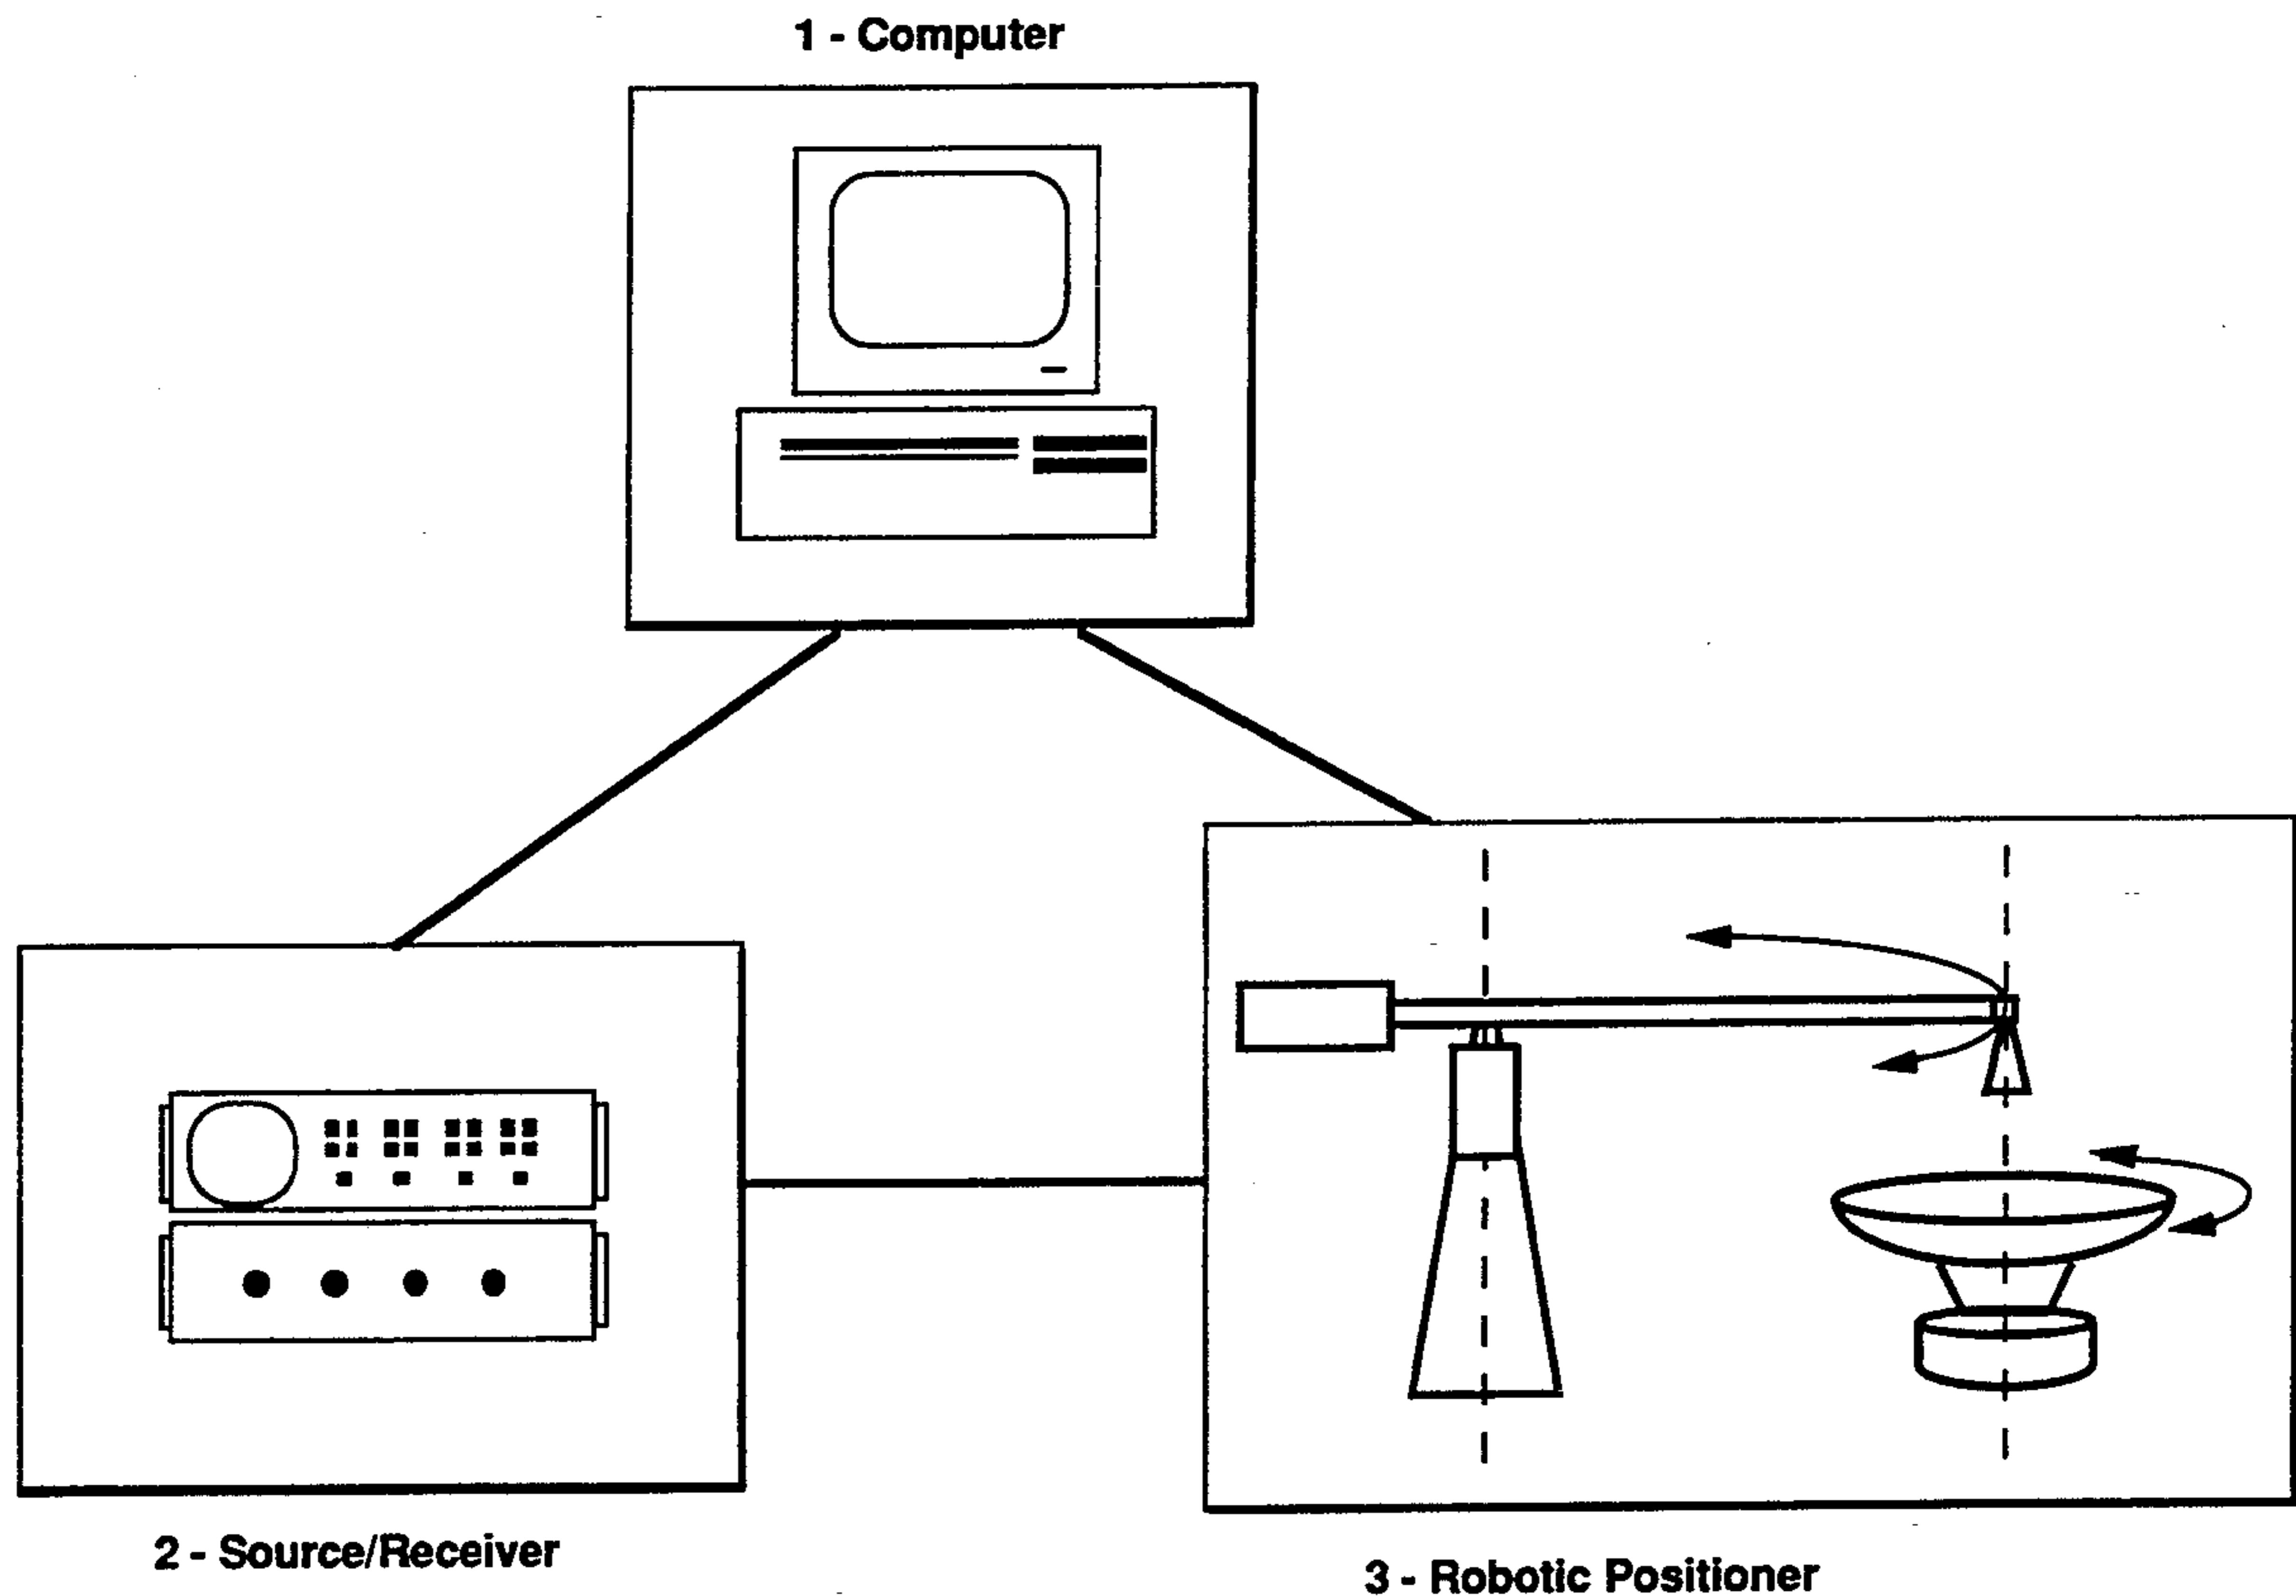 1 - Computer
2 - Source/Receiver
3 - Robotic Positioner